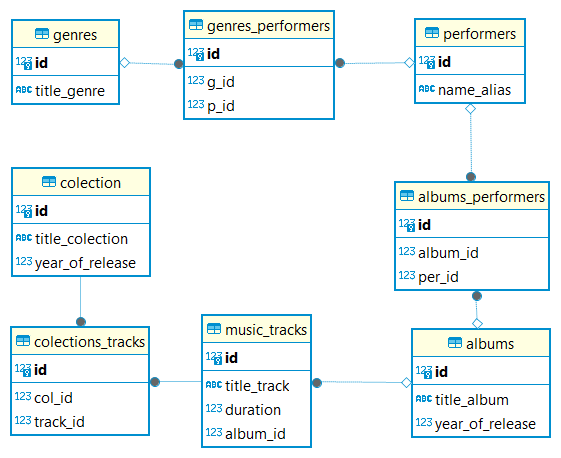 genres
123 id
ABC title_genre
genres_performers
123 id
123 g_id
123 p_id
performers
123 id
ABC name_alias
colection
123 id
ABC title_colection
123 year_of_release
albums_performers
123 id
123 album_id
123 per_id
colections_tracks
123 id
123 col_id
123 track_id
music_tracks
123 id
ABC title_track
123 duration
123 album_id
albums
123 id
ABC title_album
123 year_of_release